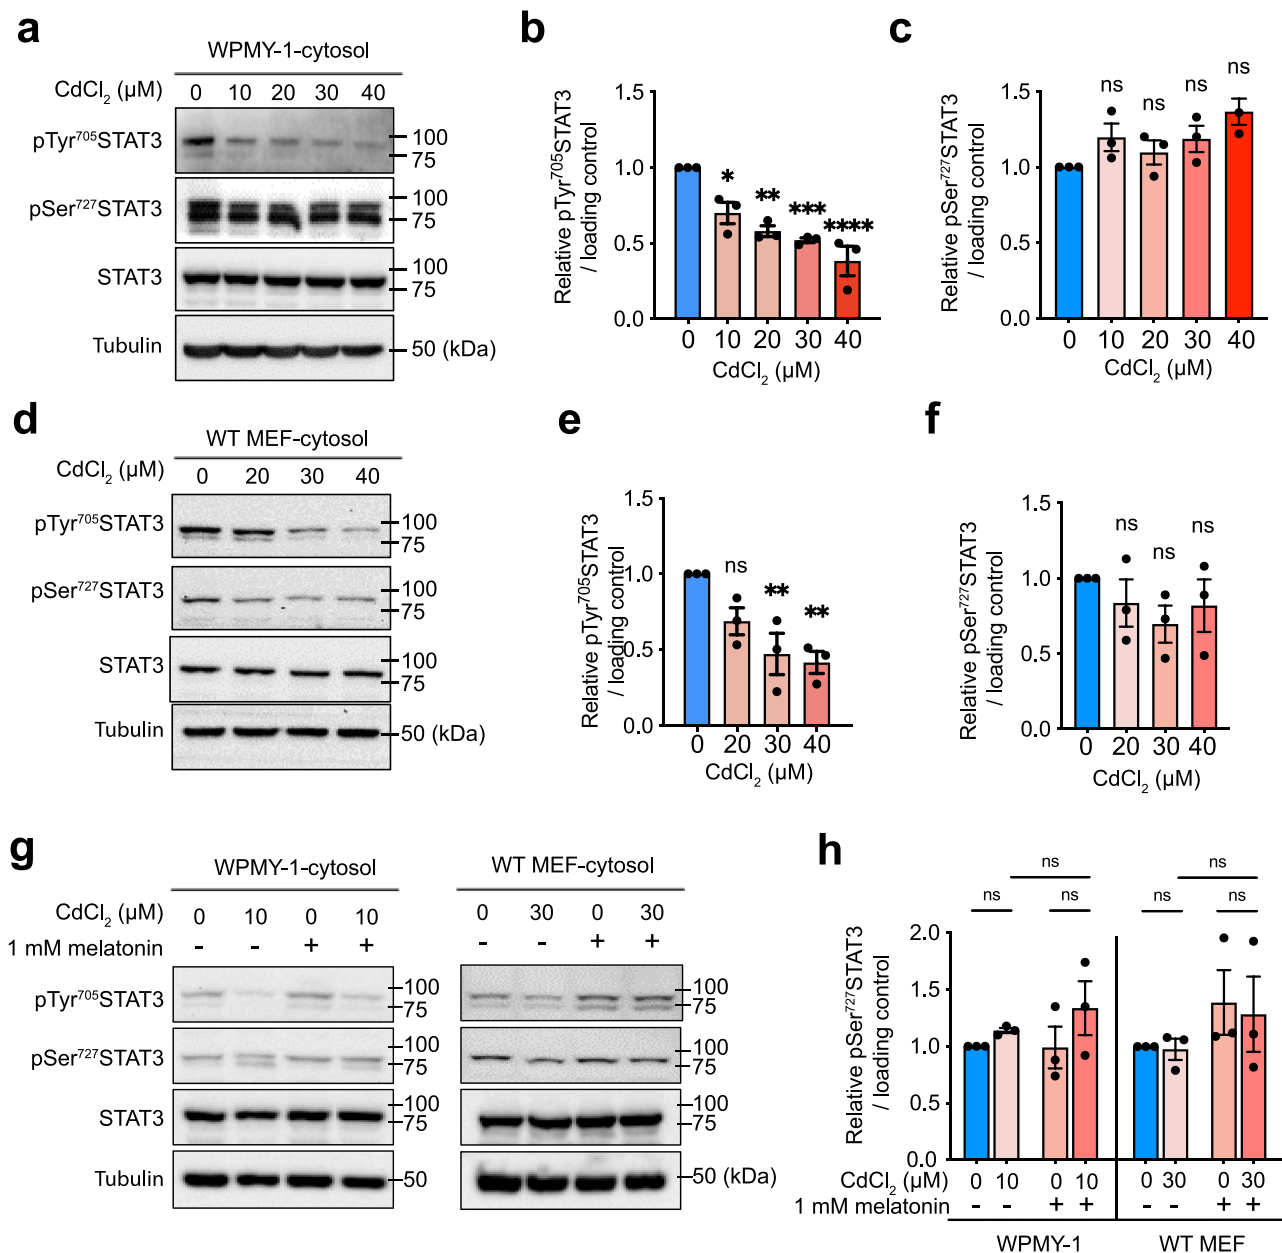 a
WPMY-1-cytosol
CdCl₂ (µM)
0 10 20 30 40
pTyr⁷⁰⁵STAT3
100
75
pSer⁷²⁷STAT3
100
75
STAT3
100
75
Tubulin
50 (kDa)
b
Relative pTyr⁷⁰⁵STAT3
/ loading control
1.5
1.0
0.5
0.0
* ** *** ****
0 10 20 30 40
CdCl₂ (µM)
c
Relative pSer⁷²⁷STAT3
/ loading control
1.5
1.0
0.5
0.0
ns ns ns ns
0 10 20 30 40
CdCl₂ (µM)
d
WT MEF-cytosol
CdCl₂ (µM)
0 20 30 40
pTyr⁷⁰⁵STAT3
100
75
pSer⁷²⁷STAT3
100
75
STAT3
100
75
Tubulin
50 (kDa)
e
Relative pTyr⁷⁰⁵STAT3
/ loading control
1.5
1.0
0.5
0.0
ns ** **
0 20 30 40
CdCl₂ (µM)
f
Relative pSer⁷²⁷STAT3
/ loading control
1.5
1.0
0.5
0.0
ns ns ns
0 20 30 40
CdCl₂ (µM)
g
WPMY-1-cytosol
CdCl₂ (µM)
0 10 0 10
1 mM melatonin
- - + +
pTyr⁷⁰⁵STAT3
100
75
pSer⁷²⁷STAT3
100
75
STAT3
100
75
Tubulin
50
WT MEF-cytosol
0 30 0 30
- - + +
100
75
100
75
100
75
50 (kDa)
h
Relative pSer⁷²⁷STAT3
/ loading control
2.0
1.5
1.0
0.5
0.0
ns ns
ns ns ns ns
CdCl₂ (µM)
0 10 0 10 0 30 0 30
1 mM melatonin
- - + + - - + +
WPMY-1 WT MEF